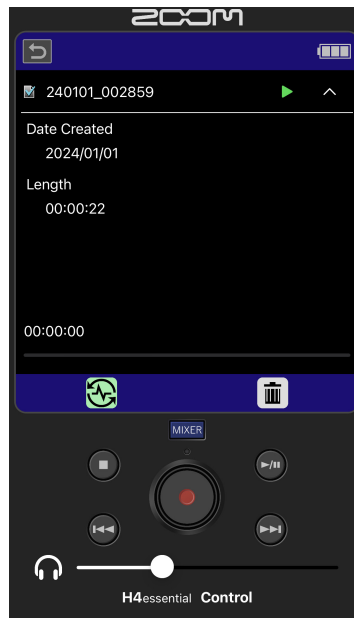 ZOOM
240101_002859
Date Created
2024/01/01
Length
00:00:22
00:00:00
MIXER
H4essential Control